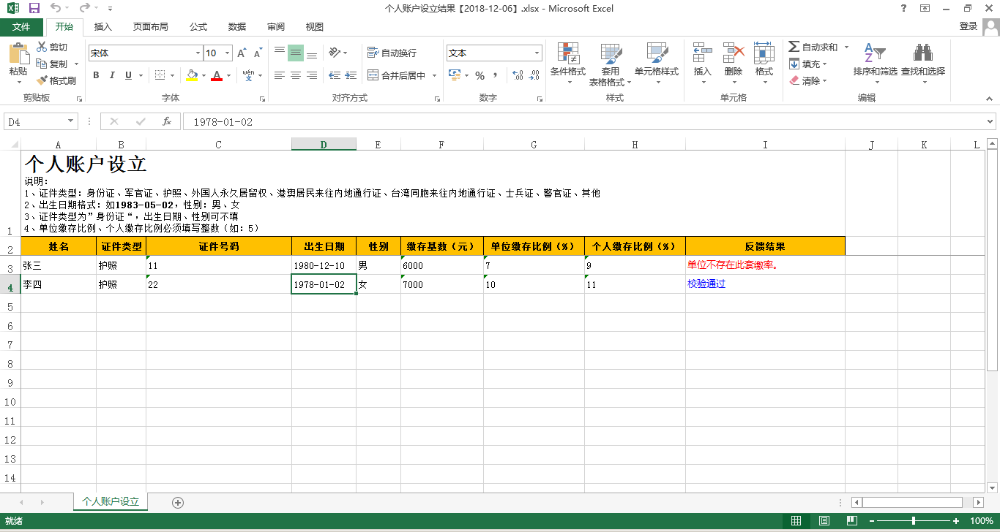 个人账户设立结果【2018-12-06】.xlsx - Microsoft Excel
文件 开始 插入 页面布局 公式 数据 审阅 视图 登录
粘贴 剪切 复制 格式刷
宋体 10
自动换行 合并后居中
文本
条件格式 套用表格格式 单元格样式
插入 删除 格式
自动求和 填充 清除
排序和筛选 查找和选择
剪贴板 字体 对齐方式 数字 样式 单元格 编辑
D4 1978-01-02
A B C D E F G H I J K L
个人账户设立
说明:
1、证件类型:身份证、军官证、护照、外国人永久居留权、港澳居民来往内地通行证、台湾同胞来往内地通行证、士兵证、警官证、其他
2、出生日期格式:如1983-05-02,性别:男、女
3、证件类型为”身份证“,出生日期、性别可不填
1 4、单位缴存比例、个人缴存比例必须填写整数(如:5)
2 姓名 证件类型 证件号码 出生日期 性别 缴存基数(元) 单位缴存比例(%) 个人缴存比例(%) 反馈结果
3 张三 护照 11 1980-12-10 男 6000 7 9 单位不存在此套缴率。
4 李四 护照 22 1978-01-02 女 7000 10 11 校验通过
5
6
7
8
9
10
11
12
13
14
个人账户设立
就绪 100%